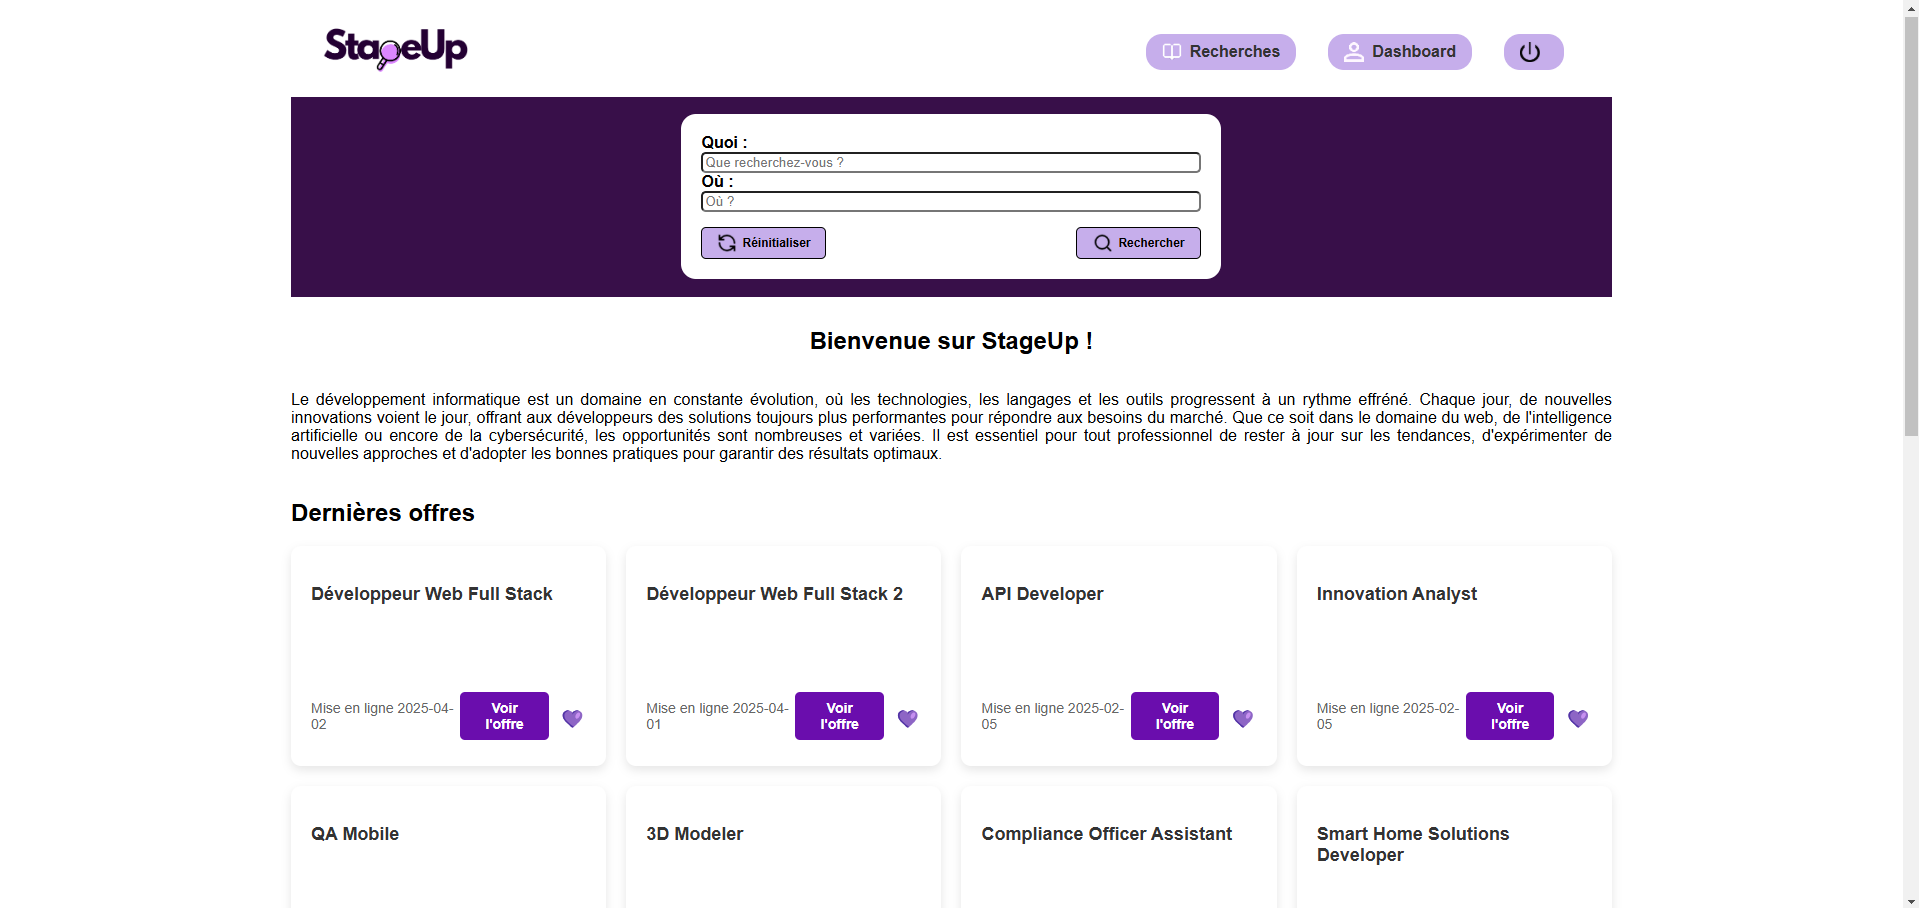 StageUp
Recherches
Dashboard
Quoi :
Que recherchez-vous ?
Où :
Où ?
Réinitialiser
Rechercher
Bienvenue sur StageUp !
Le développement informatique est un domaine en constante évolution, où les technologies, les langages et les outils progressent à un rythme effréné. Chaque jour, de nouvelles
innovations voient le jour, offrant aux développeurs des solutions toujours plus performantes pour répondre aux besoins du marché. Que ce soit dans le domaine du web, de l'intelligence
artificielle ou encore de la cybersécurité, les opportunités sont nombreuses et variées. Il est essentiel pour tout professionnel de rester à jour sur les tendances, d'expérimenter de
nouvelles approches et d'adopter les bonnes pratiques pour garantir des résultats optimaux.
Dernières offres
Développeur Web Full Stack
Mise en ligne 2025-04-
02
Voir
l'offre
Développeur Web Full Stack 2
Mise en ligne 2025-04-
01
Voir
l'offre
API Developer
Mise en ligne 2025-02-
05
Voir
l'offre
Innovation Analyst
Mise en ligne 2025-02-
05
Voir
l'offre
QA Mobile
3D Modeler
Compliance Officer Assistant
Smart Home Solutions
Developer